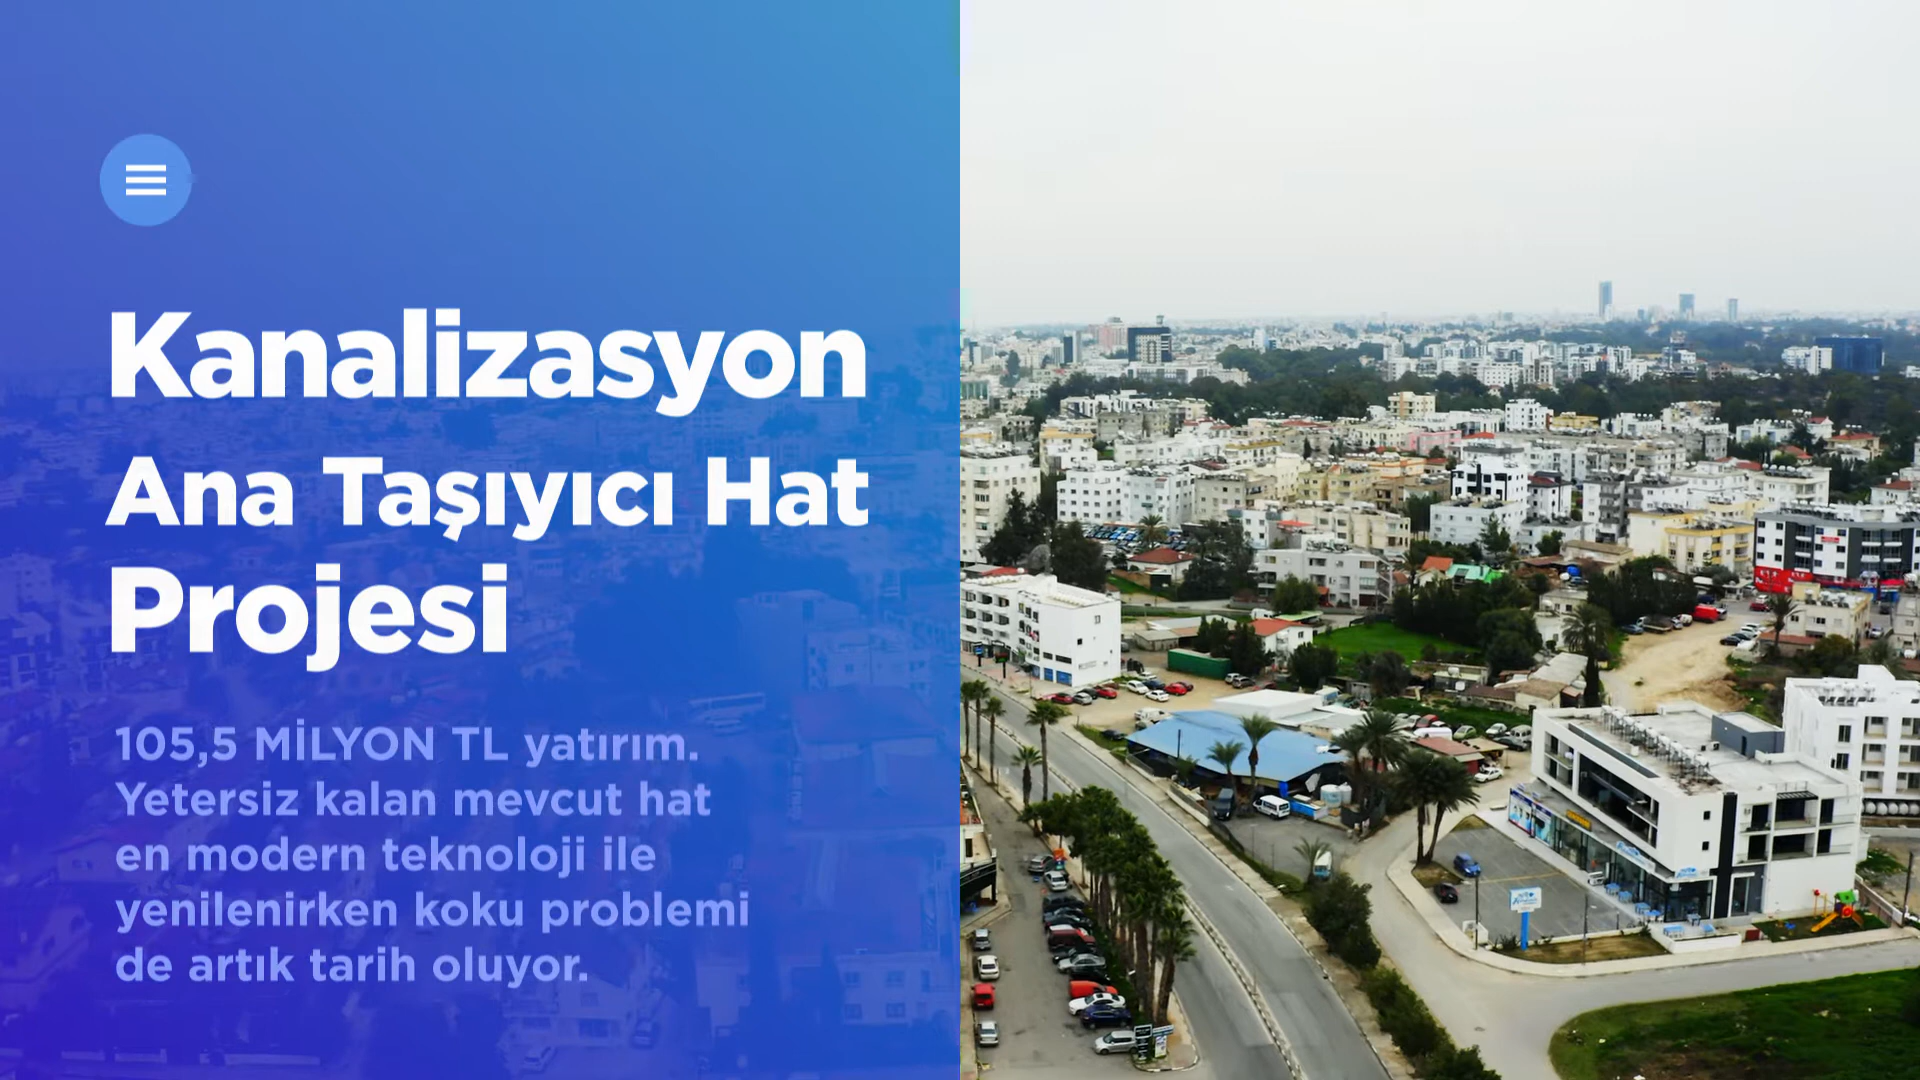 Kanalizasyon
Ana Taşıyıcı Hat
Projesi
105,5 MİLYON TL yatırım.
Yetersiz kalan mevcut hat
en modern teknoloji ile
yenilenirken koku problemi
de artık tarih oluyor.